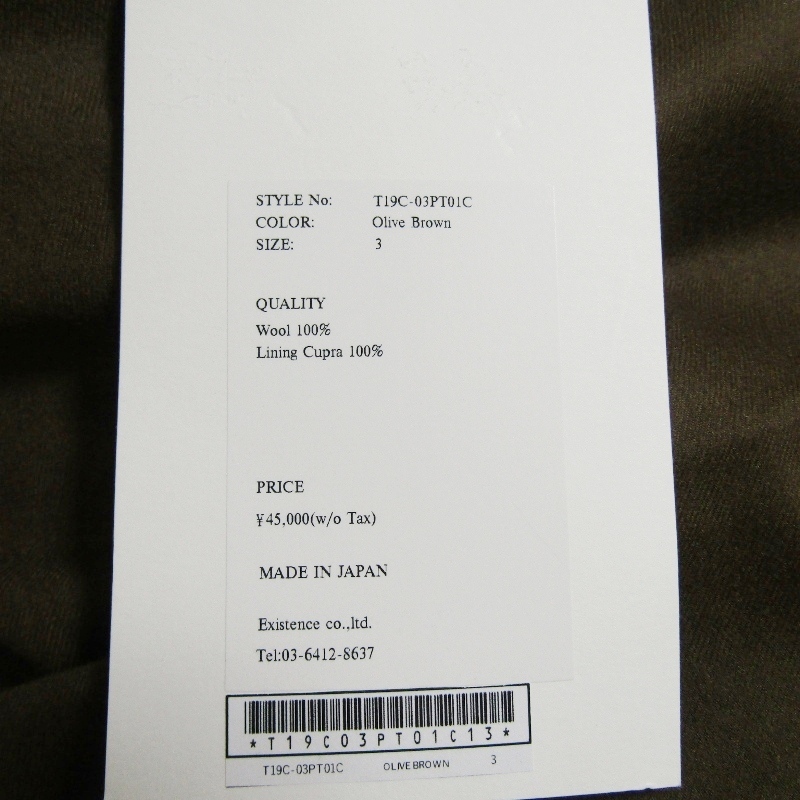 STYLE No: T19C-03PT01C
COLOR: Olive Brown
SIZE: 3
QUALITY
Wool 100%
Lining Cupra 100%
PRICE
¥45,000(w/o Tax)
MADE IN JAPAN
Existence co.,ltd.
Tel:03-6412-8637
*T19C03PT01C13*
T19C-03PT01C OLIVE BROWN 3